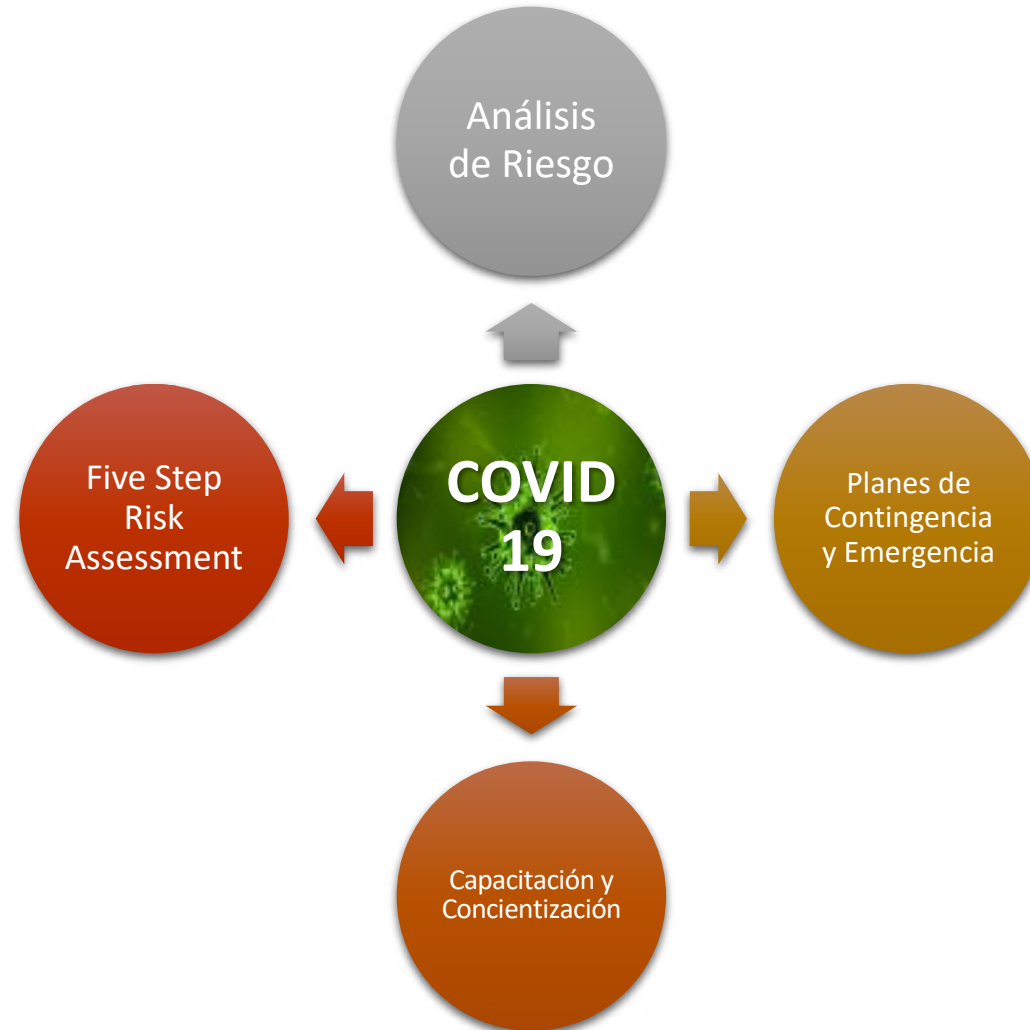 Análisis
de Riesgo
Five Step
Risk
Assessment
COVID
19
Planes de
Contingencia
y Emergencia
Capacitación y
Concientización